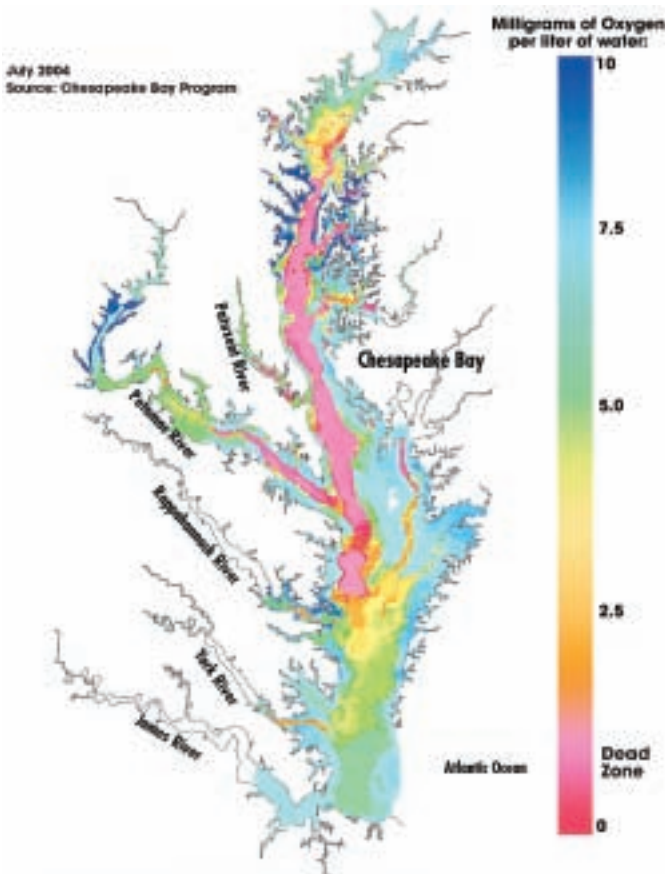 Milligrams of Oxygen
per liter of water:
July 2004
Source: Chesapeake Bay Program
10
7.5
Patuxent River
Chesapeake Bay
5.0
Potomac River
Rappahannock River
2.5
York River
James River
Atlantic Ocean
Dead
Zone
0